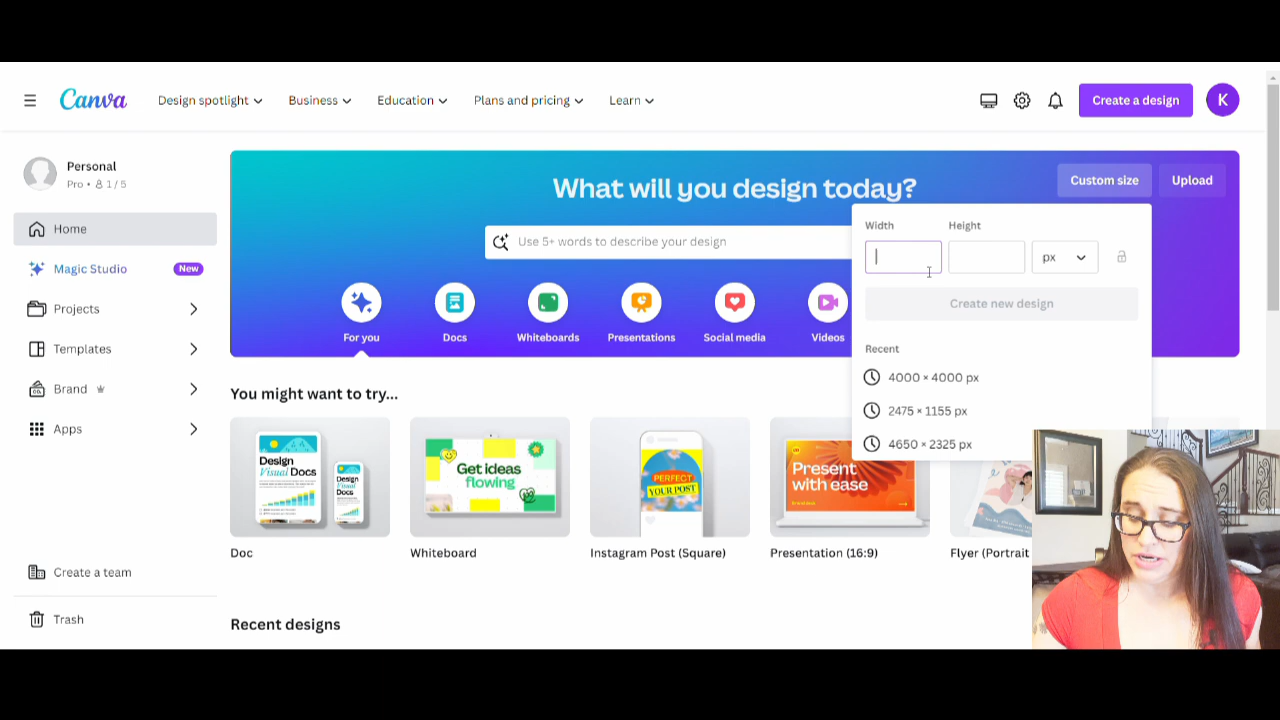 Canva
Design spotlight
Business
Education
Plans and pricing
Learn
Create a design
K
Personal
Pro • 1 / 5
Home
Magic Studio
New
Projects
Templates
Brand
Apps
Create a team
Trash
What will you design today?
Custom size
Upload
Use 5+ words to describe your design
For you
Docs
Whiteboards
Presentations
Social media
Videos
Width
Height
px
Create new design
Recent
4000 × 4000 px
2475 × 1155 px
4650 × 2325 px
You might want to try...
Design
Visual Docs
Design
Visual
Docs
Get ideas
flowing
PERFECT
YOUR POST
Present
with ease
Doc
Whiteboard
Instagram Post (Square)
Presentation (16:9)
Flyer (Portrait
Recent designs